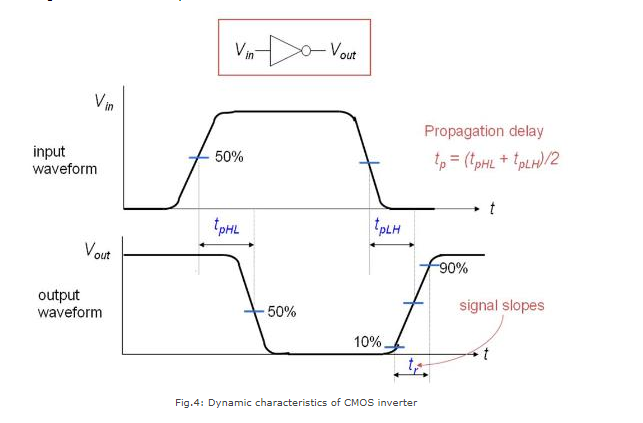 Vin Vout
Vin
input
waveform
50%
Propagation delay
tp = (tpHL + tpLH)/2
t
tpHL
tpLH
Vout
90%
output
waveform
50%
signal slopes
10%
t
tr
Fig.4: Dynamic characteristics of CMOS inverter